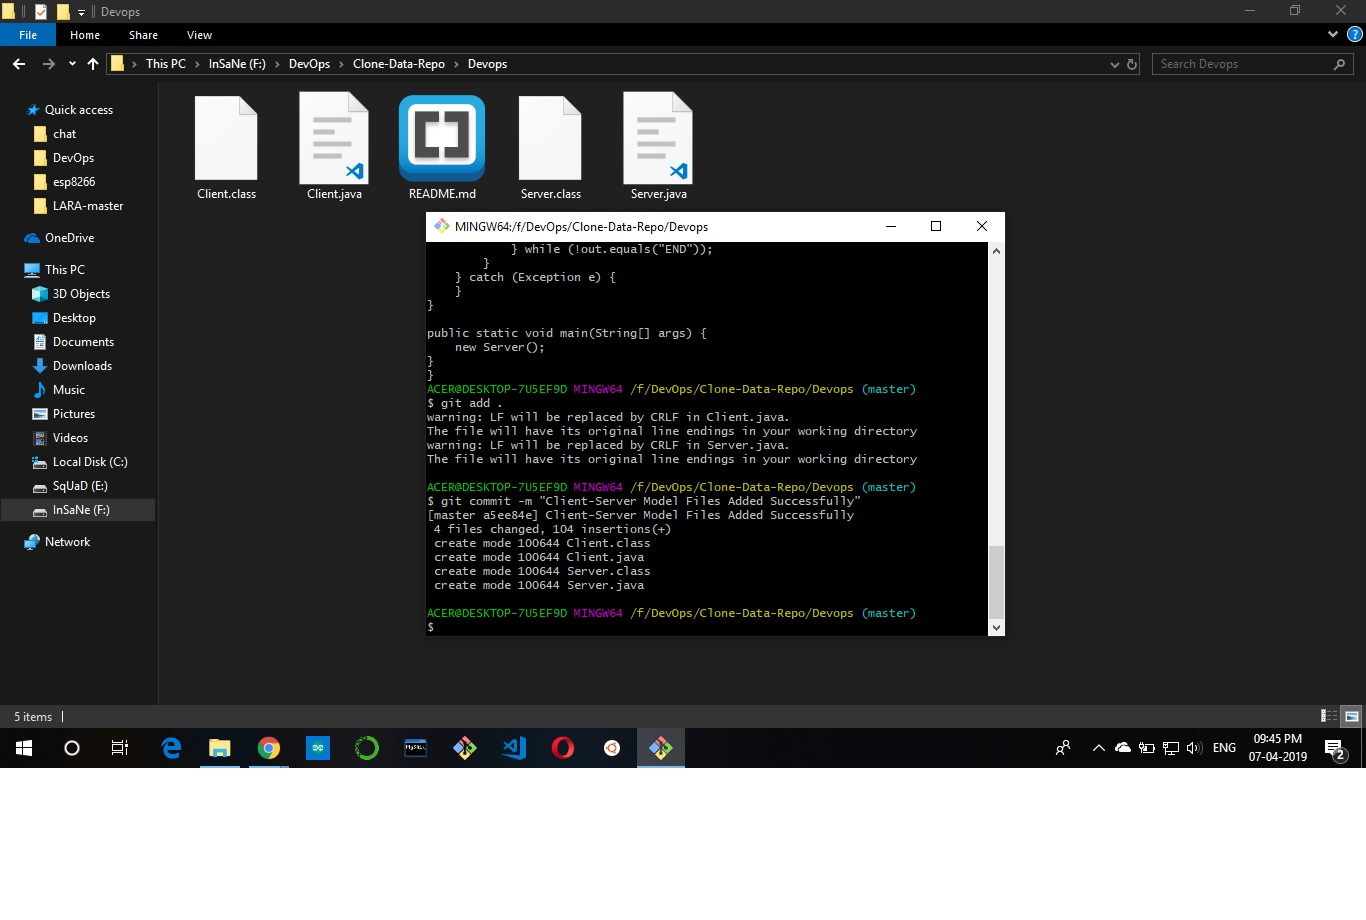 Devops
File Home Share View
This PC InSaNe (F:) DevOps Clone-Data-Repo Devops
Search Devops
Quick access
chat
DevOps
esp8266
LARA-master
OneDrive
This PC
3D Objects
Desktop
Documents
Downloads
Music
Pictures
Videos
Local Disk (C:)
SqUaD (E:)
InSaNe (F:)
Network
Client.class Client.java README.md Server.class Server.java
MINGW64:/f/DevOps/Clone-Data-Repo/Devops
} while (!out.equals("END"));
}
} catch (Exception e) {
}
}
public static void main(String[] args) {
new Server();
}
}
ACER@DESKTOP-7U5EF9D MINGW64 /f/DevOps/Clone-Data-Repo/Devops (master)
$ git add .
warning: LF will be replaced by CRLF in Client.java.
The file will have its original line endings in your working directory
warning: LF will be replaced by CRLF in Server.java.
The file will have its original line endings in your working directory
ACER@DESKTOP-7U5EF9D MINGW64 /f/DevOps/Clone-Data-Repo/Devops (master)
$ git commit -m "Client-Server Model Files Added Successfully"
[master a5ee84e] Client-Server Model Files Added Successfully
4 files changed, 104 insertions(+)
create mode 100644 Client.class
create mode 100644 Client.java
create mode 100644 Server.class
create mode 100644 Server.java
ACER@DESKTOP-7U5EF9D MINGW64 /f/DevOps/Clone-Data-Repo/Devops (master)
$
5 items
MySQL
ENG
09:45 PM
07-04-2019
2